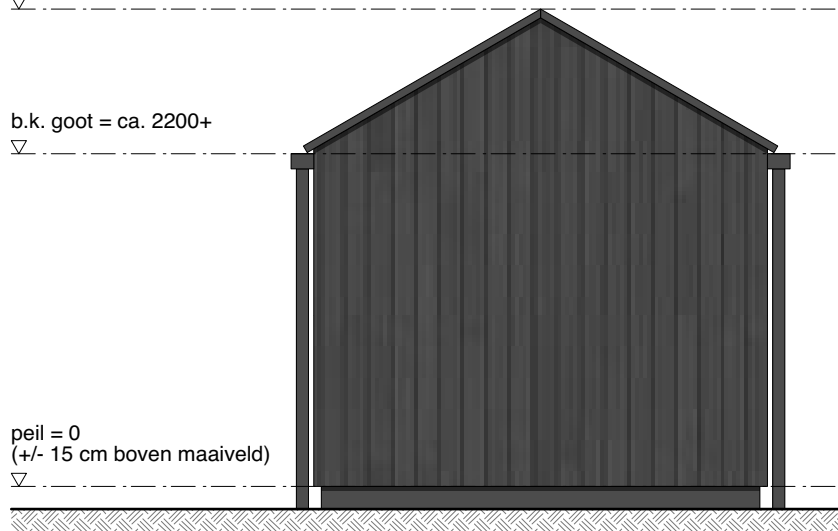 b.k. goot = ca. 2200+
peil = 0
(+/- 15 cm boven maaiveld)